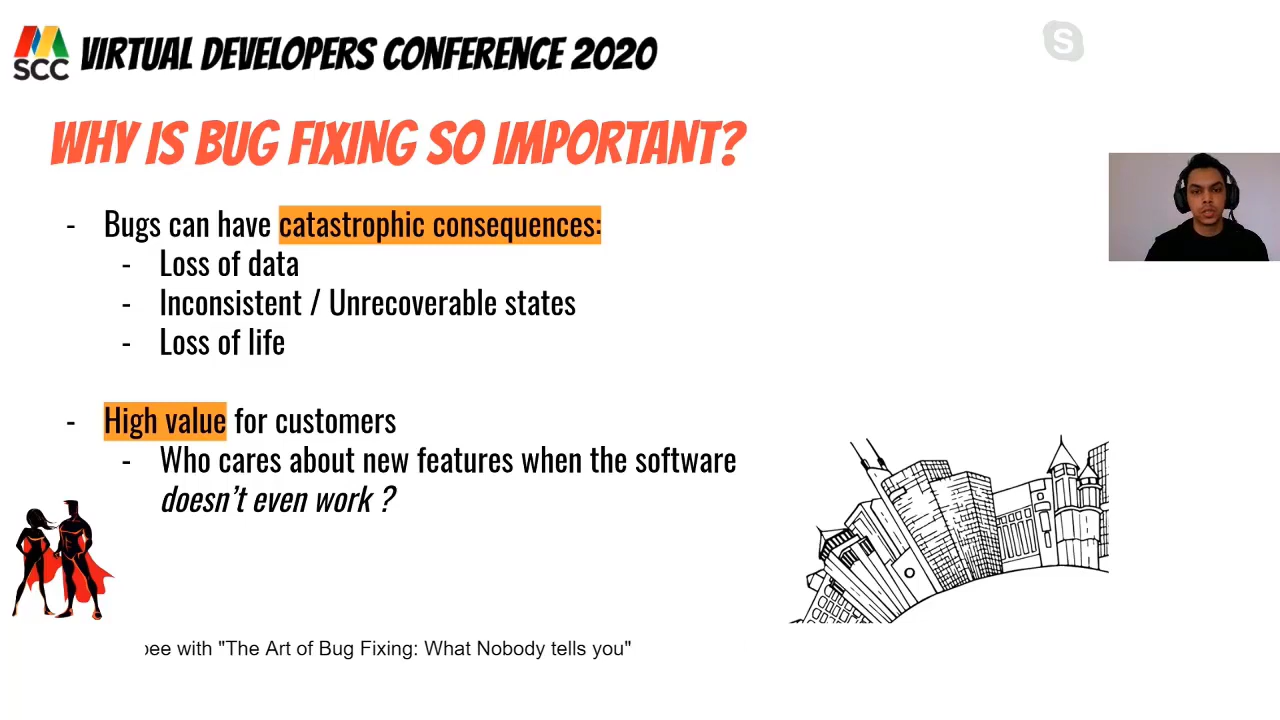 SCC VIRTUAL DEVELOPERS CONFERENCE 2020
S
WHY IS BUG FIXING SO IMPORTANT?
- Bugs can have catastrophic consequences:
- Loss of data
- Inconsistent / Unrecoverable states
- Loss of life
- High value for customers
- Who cares about new features when the software
doesn't even work ?
with "The Art of Bug Fixing: What Nobody tells you"